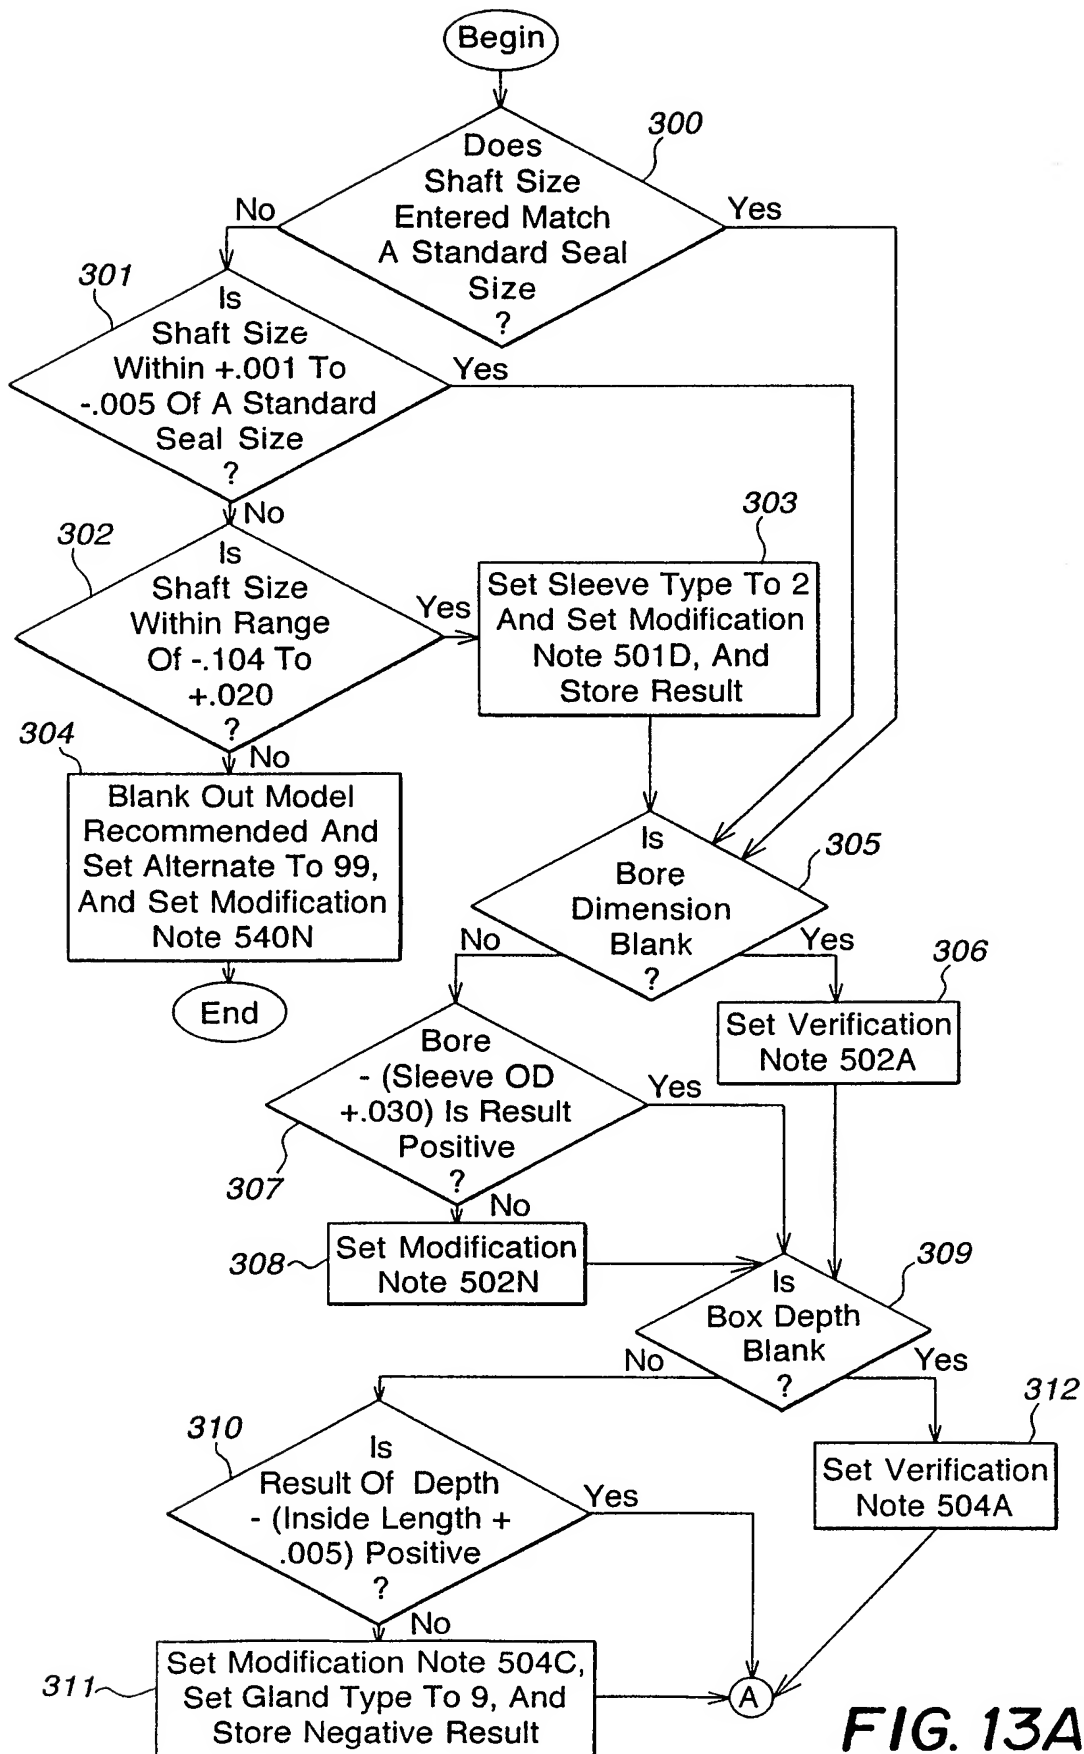 Begin
300
Does
Shaft Size
Entered Match
A Standard Seal
Size
?
No
Yes
301
Is
Shaft Size
Within +.001 To
-.005 Of A Standard
Seal Size
?
Yes
No
302
Is
Shaft Size
Within Range
Of -.104 To
+.020
?
Yes
No
303
Set Sleeve Type To 2
And Set Modification
Note 501D, And
Store Result
304
Blank Out Model
Recommended And
Set Alternate To 99,
And Set Modification
Note 540N
End
305
Is
Bore
Dimension
Blank
?
No
Yes
306
Set Verification
Note 502A
Bore
- (Sleeve OD
+.030) Is Result
Positive
?
307
Yes
No
308
Set Modification
Note 502N
309
Is
Box Depth
Blank
?
No
Yes
310
Is
Result Of Depth
- (Inside Length +
.005) Positive
?
Yes
No
312
Set Verification
Note 504A
311
Set Modification Note 504C,
Set Gland Type To 9, And
Store Negative Result
A
FIG. 13A